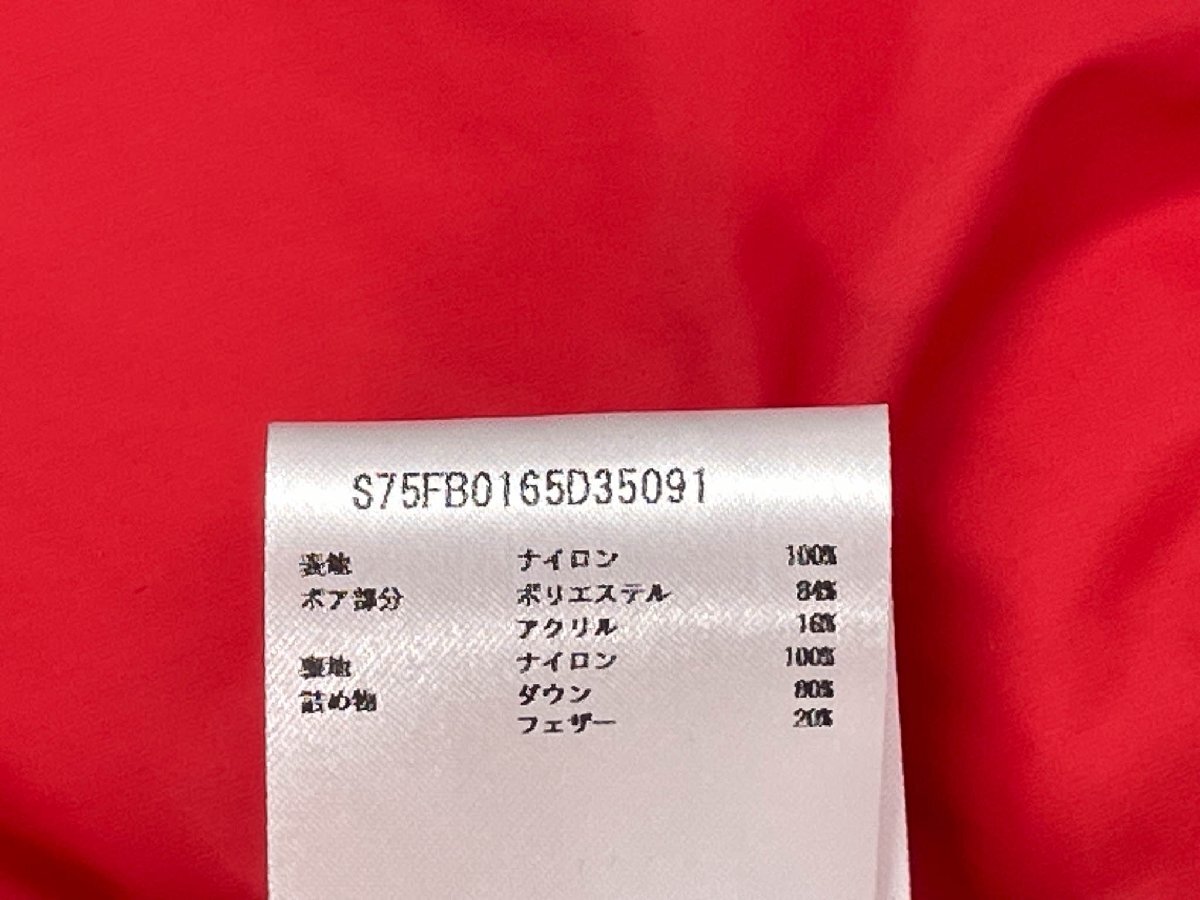 S75FB0165D35091
表地 ナイロン 100%
ボア部分 ポリエステル 84%
アクリル 16%
裏地 ナイロン 100%
詰め物 ダウン 80%
フェザー 20%